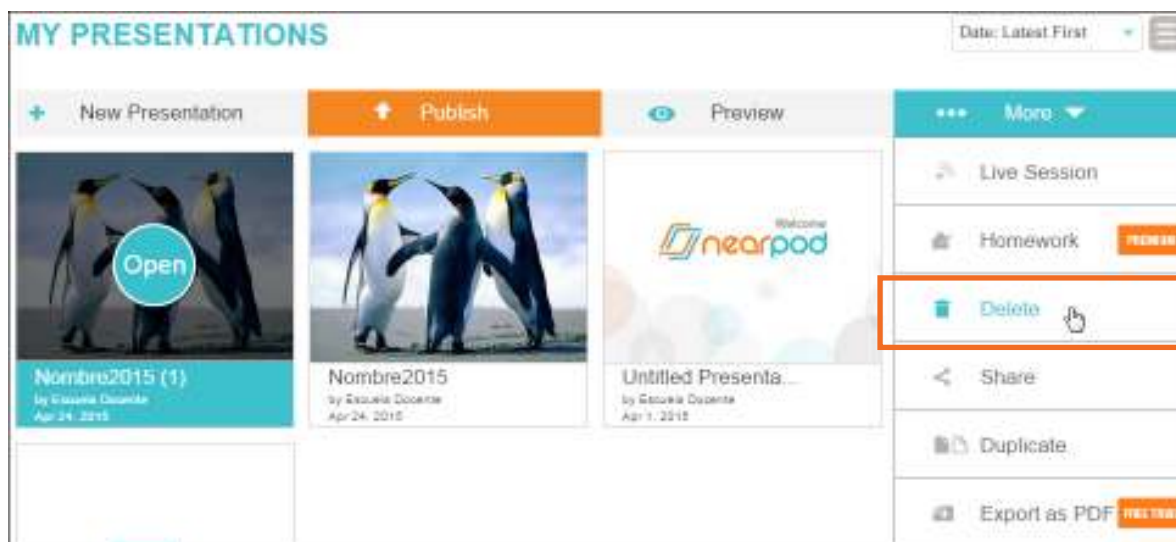 MY PRESENTATIONS
Date: Latest First
New Presentation
Publish
Preview
More
Live Session
Homework
Delete
Share
Duplicate
Export as PDF
Open
Nombre2015 (1)
by Escuela Docente
Apr 24, 2015
Nombre2015
by Escuela Docente
Apr 24, 2015
Welcome
nearpod
Untitled Presenta...
by Escuela Docente
Apr 1, 2015